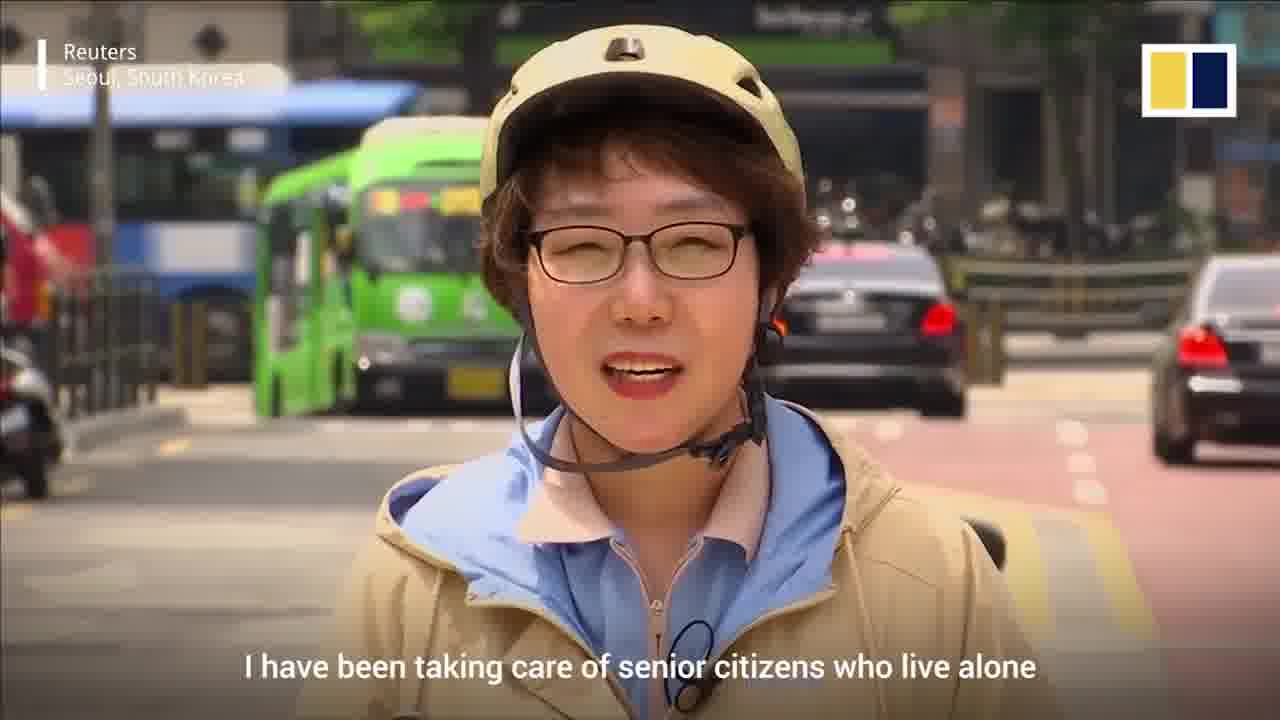 Reuters
Seoul, South Korea
I have been taking care of senior citizens who live alone